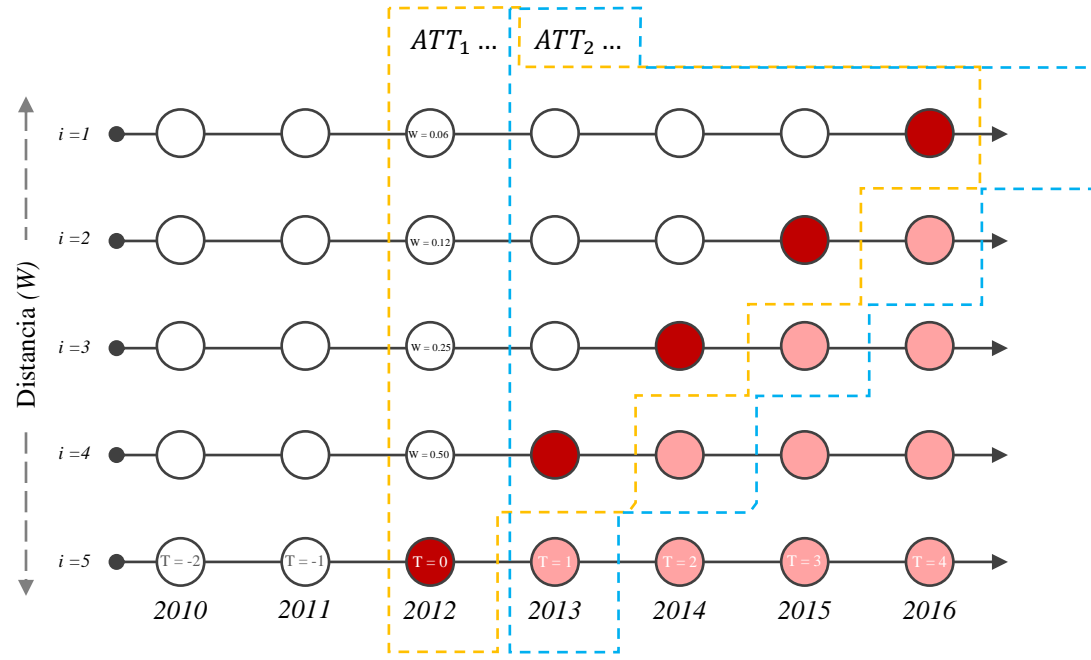 ATT₁ ... ATT₂ ...
Distancia (W)
i =1 W = 0.06
i =2 W = 0.12
i =3 W = 0.25
i =4 W = 0.50
i =5 T = -2 T = -1 T = 0 T = 1 T = 2 T = 3 T = 4
2010 2011 2012 2013 2014 2015 2016